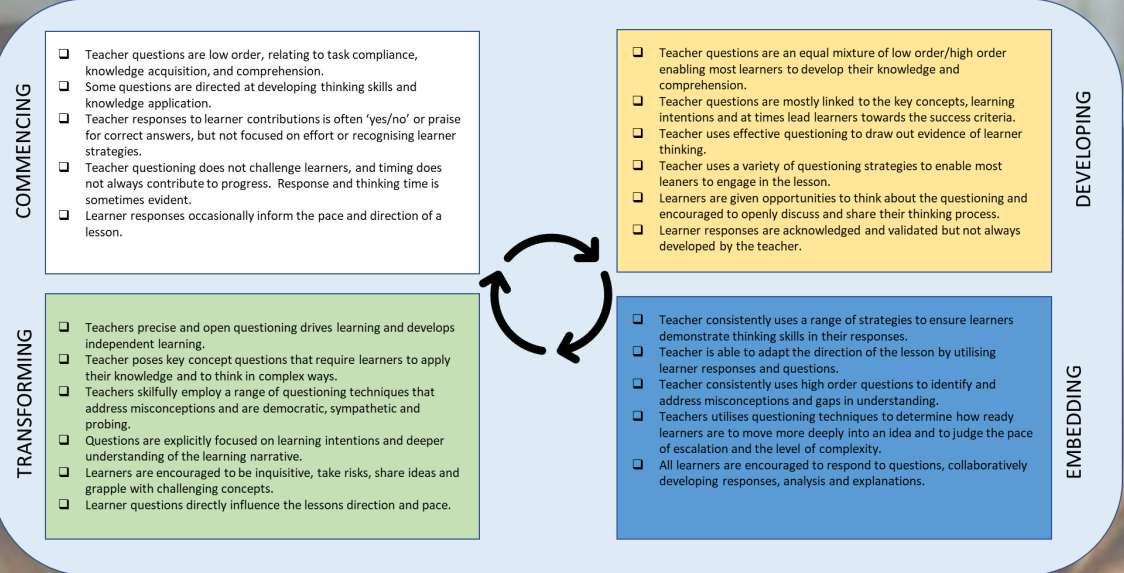 COMMENCING
❑ Teacher questions are low order, relating to task compliance,
knowledge acquisition, and comprehension.
❑ Some questions are directed at developing thinking skills and
knowledge application.
❑ Teacher responses to learner contributions is often ‘yes/no’ or praise
for correct answers, but not focused on effort or recognising learner
strategies.
❑ Teacher questioning does not challenge learners, and timing does
not always contribute to progress. Response and thinking time is
sometimes evident.
❑ Learner responses occasionally inform the pace and direction of a
lesson.
DEVELOPING
❑ Teacher questions are an equal mixture of low order/high order
enabling most learners to develop their knowledge and
comprehension.
❑ Teacher questions are mostly linked to the key concepts, learning
intentions and at times lead learners towards the success criteria.
❑ Teacher uses effective questioning to draw out evidence of learner
thinking.
❑ Teacher uses a variety of questioning strategies to enable most
leaners to engage in the lesson.
❑ Learners are given opportunities to think about the questioning and
encouraged to openly discuss and share their thinking process.
❑ Learner responses are acknowledged and validated but not always
developed by the teacher.
TRANSFORMING
❑ Teachers precise and open questioning drives learning and develops
independent learning.
❑ Teacher poses key concept questions that require learners to apply
their knowledge and to think in complex ways.
❑ Teachers skilfully employ a range of questioning techniques that
address misconceptions and are democratic, sympathetic and
probing.
❑ Questions are explicitly focused on learning intentions and deeper
understanding of the learning narrative.
❑ Learners are encouraged to be inquisitive, take risks, share ideas and
grapple with challenging concepts.
❑ Learner questions directly influence the lessons direction and pace.
EMBEDDING
❑ Teacher consistently uses a range of strategies to ensure learners
demonstrate thinking skills in their responses.
❑ Teacher is able to adapt the direction of the lesson by utilising
learner responses and questions.
❑ Teacher consistently uses high order questions to identify and
address misconceptions and gaps in understanding.
❑ Teachers utilises questioning techniques to determine how ready
learners are to move more deeply into an idea and to judge the pace
of escalation and the level of complexity.
❑ All learners are encouraged to respond to questions, collaboratively
developing responses, analysis and explanations.